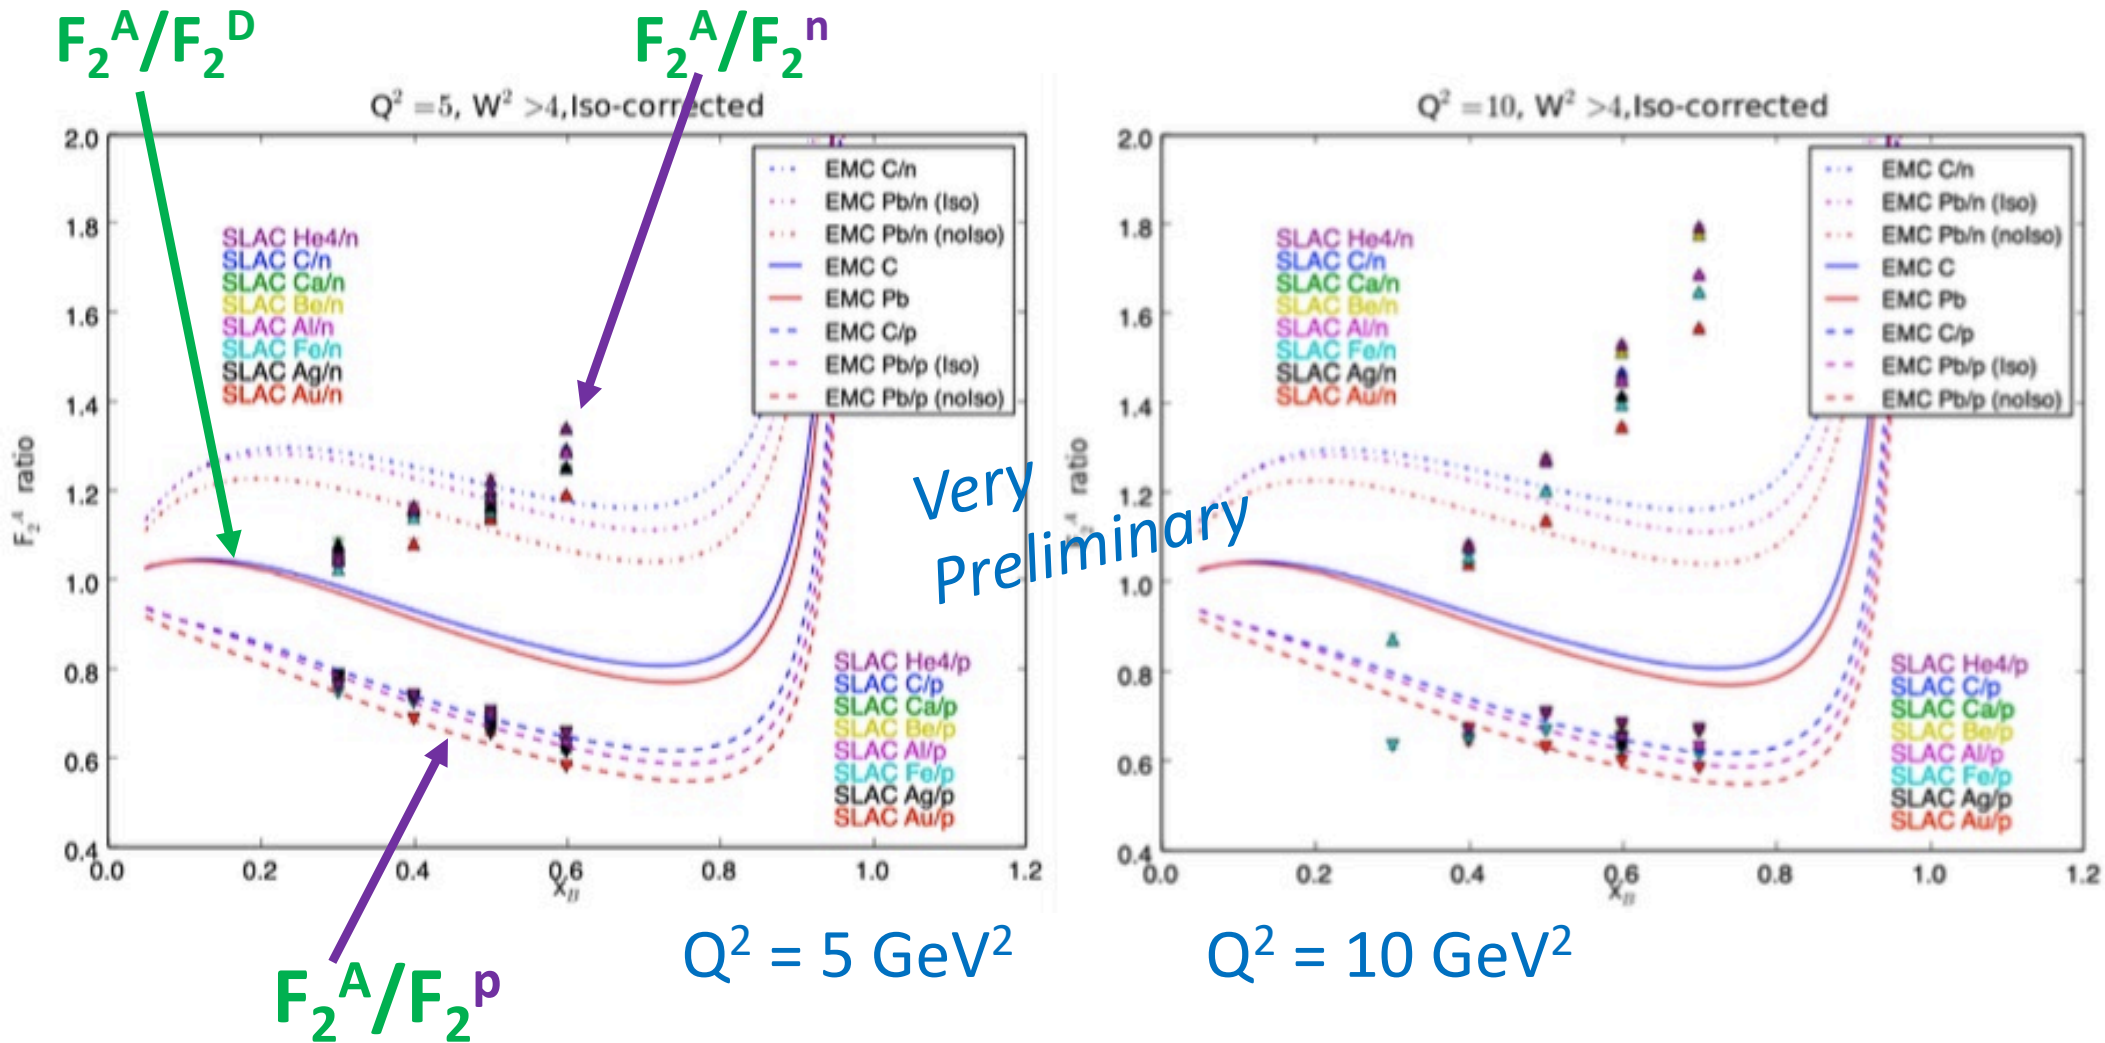 F₂ᴬ/F₂ᴰ
F₂ᴬ/F₂ⁿ
Q² =5, W² >4,Iso-corrected
2.0
1.8
1.6
1.4
1.2
1.0
0.8
0.6
0.4
F₂ᴬ ratio
0.0 0.2 0.4 0.6 0.8 1.0 1.2
x_B
SLAC He4/n
SLAC C/n
SLAC Ca/n
SLAC Be/n
SLAC Al/n
SLAC Fe/n
SLAC Ag/n
SLAC Au/n
EMC C/n
EMC Pb/n (Iso)
EMC Pb/n (noIso)
EMC C
EMC Pb
EMC C/p
EMC Pb/p (Iso)
EMC Pb/p (noIso)
SLAC He4/p
SLAC C/p
SLAC Ca/p
SLAC Be/p
SLAC Al/p
SLAC Fe/p
SLAC Ag/p
SLAC Au/p
Very
Preliminary
Q² =10, W² >4,Iso-corrected
2.0
1.8
1.6
1.4
1.2
1.0
0.8
0.6
0.4
F₂ᴬ ratio
0.0 0.2 0.4 0.6 0.8 1.0 1.2
x_B
SLAC He4/n
SLAC C/n
SLAC Ca/n
SLAC Be/n
SLAC Al/n
SLAC Fe/n
SLAC Ag/n
SLAC Au/n
EMC C/n
EMC Pb/n (Iso)
EMC Pb/n (noIso)
EMC C
EMC Pb
EMC C/p
EMC Pb/p (Iso)
EMC Pb/p (noIso)
SLAC He4/p
SLAC C/p
SLAC Ca/p
SLAC Be/p
SLAC Al/p
SLAC Fe/p
SLAC Ag/p
SLAC Au/p
Q² = 5 GeV²
Q² = 10 GeV²
F₂ᴬ/F₂ᵖ